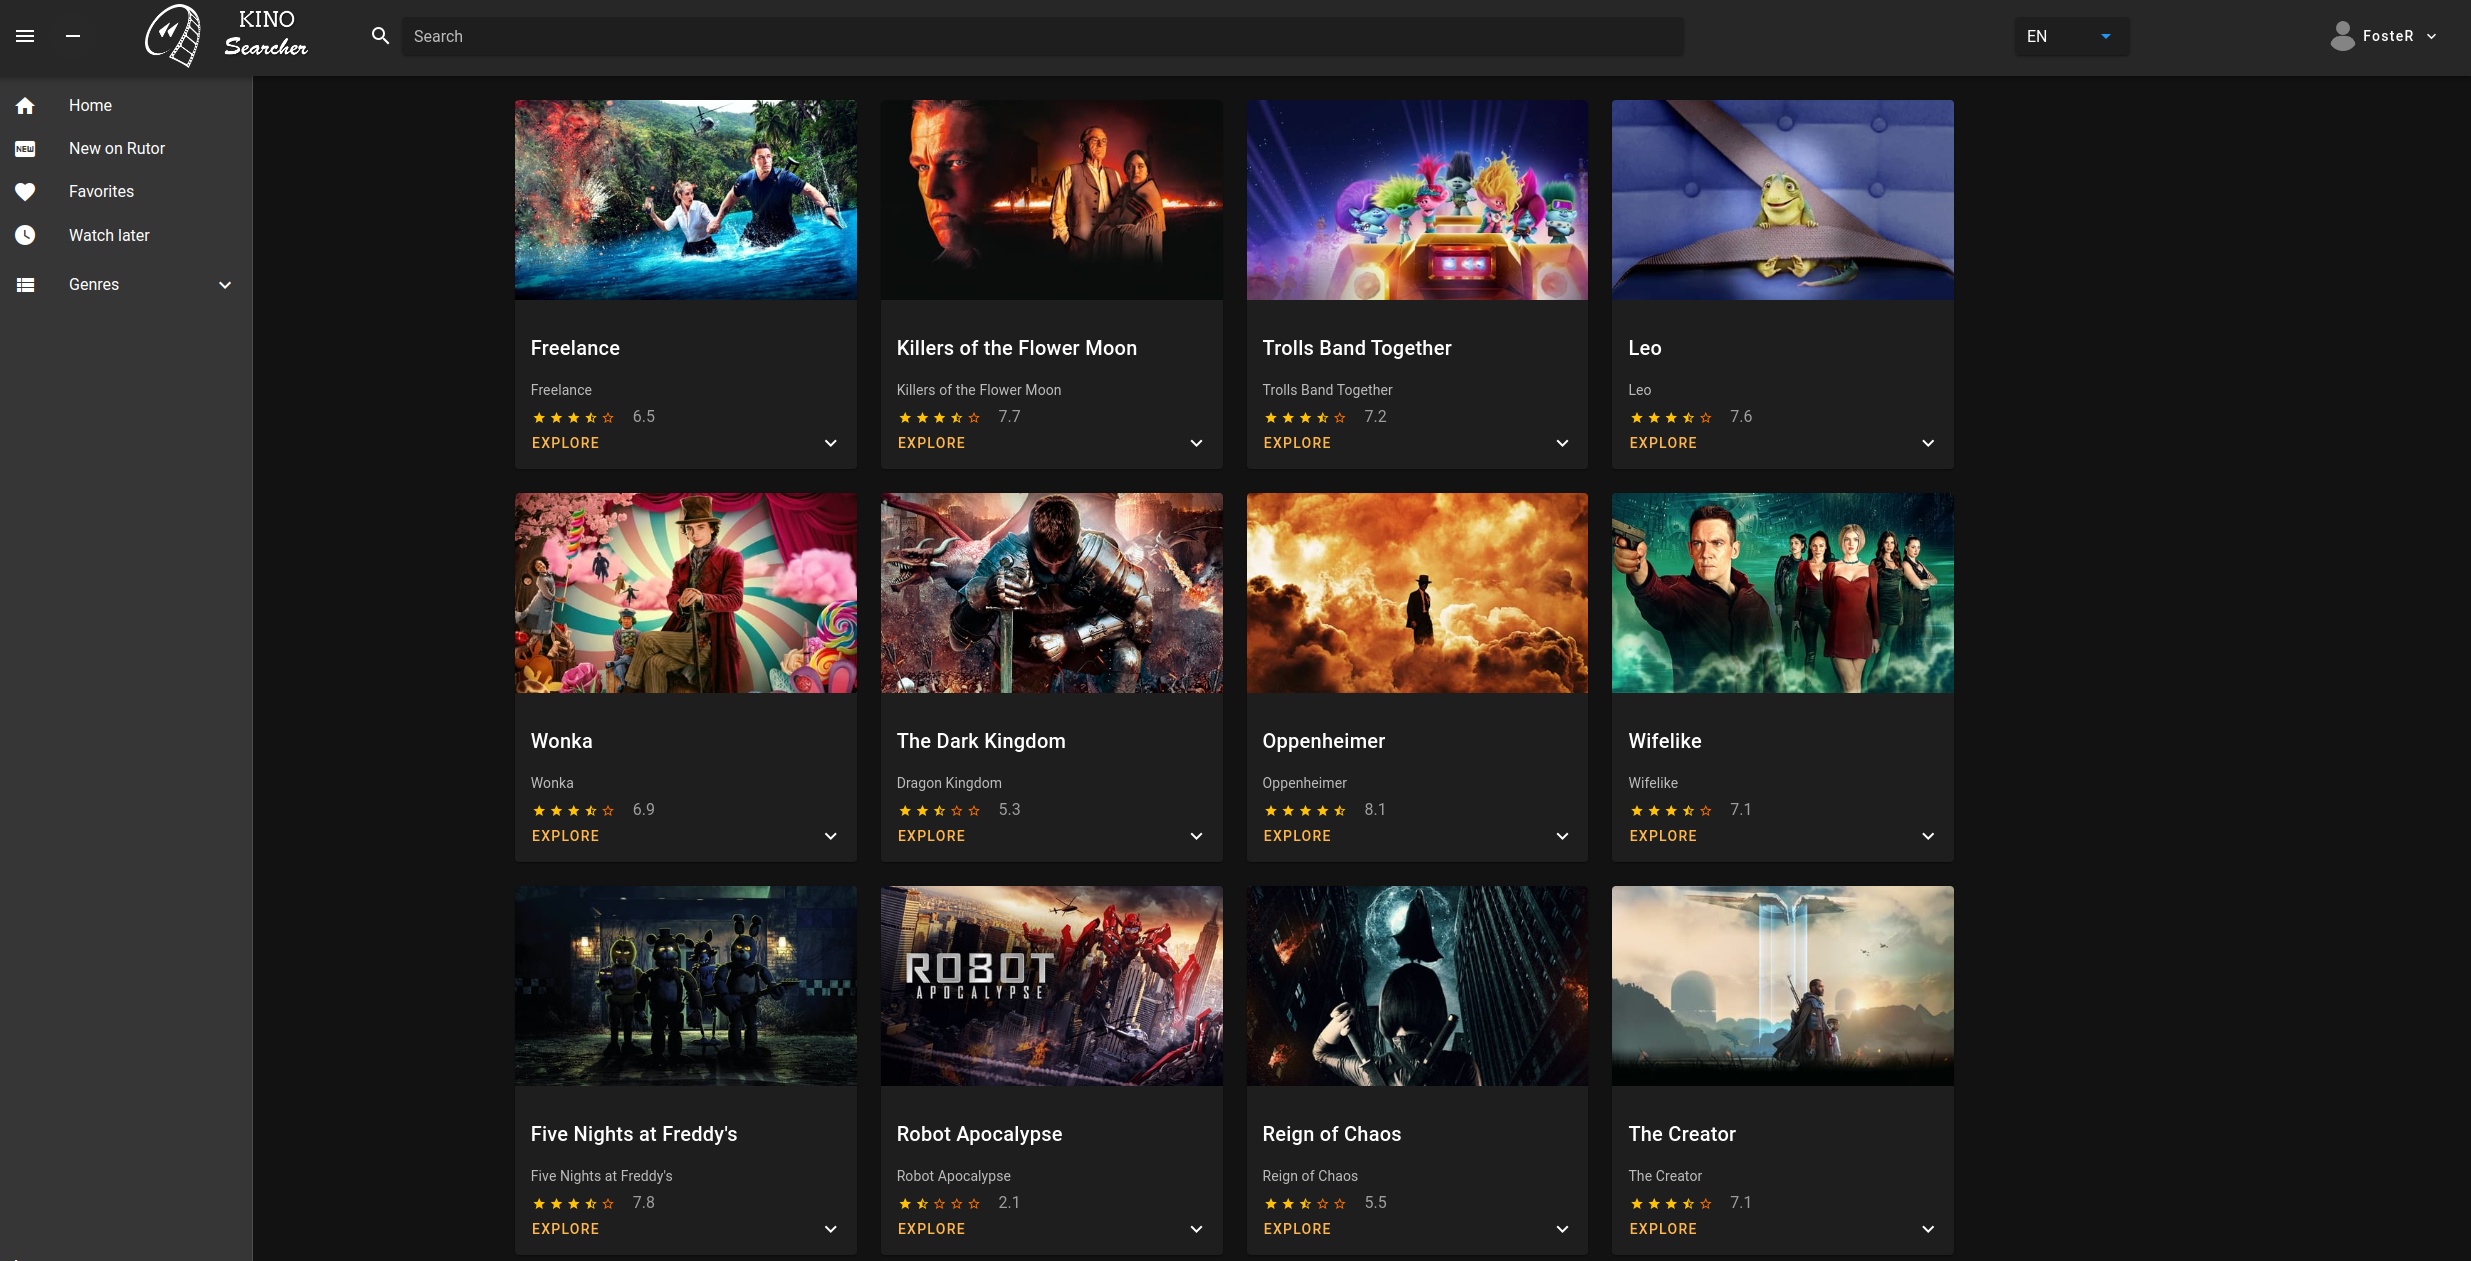 KINO
Searcher
Search
EN
FosteR
Home
NEW
New on Rutor
Favorites
Watch later
Genres
Freelance
Freelance
6.5
EXPLORE
Killers of the Flower Moon
Killers of the Flower Moon
7.7
EXPLORE
Trolls Band Together
Trolls Band Together
7.2
EXPLORE
Leo
Leo
7.6
EXPLORE
Wonka
Wonka
6.9
EXPLORE
The Dark Kingdom
Dragon Kingdom
5.3
EXPLORE
Oppenheimer
Oppenheimer
8.1
EXPLORE
Wifelike
Wifelike
7.1
EXPLORE
Five Nights at Freddy's
Five Nights at Freddy's
7.8
EXPLORE
ROBOT
APOCALYPSE
Robot Apocalypse
Robot Apocalypse
2.1
EXPLORE
Reign of Chaos
Reign of Chaos
5.5
EXPLORE
The Creator
The Creator
7.1
EXPLORE